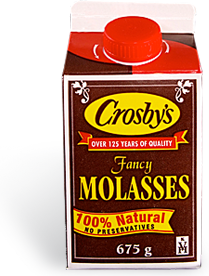 Crosby's
OVER 125 YEARS OF QUALITY
Fancy
MOLASSES
100% Natural
NO PRESERVATIVES
675 g